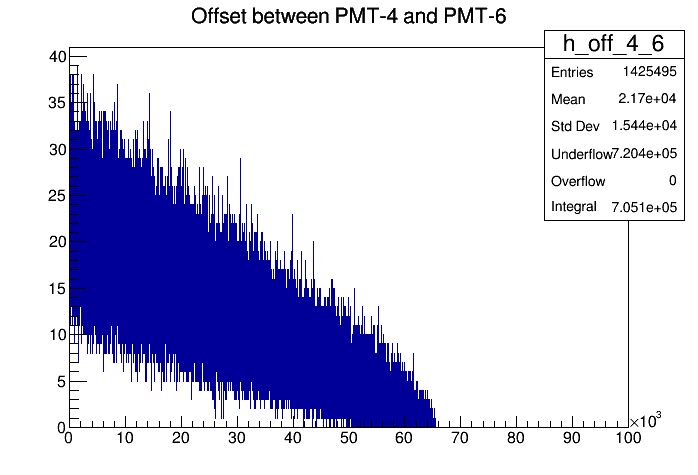 Offset between PMT-4 and PMT-6
h_off_4_6
Entries 1425495
Mean 2.17e+04
Std Dev 1.544e+04
Underflow 7.204e+05
Overflow 0
Integral 7.051e+05
40
35
30
25
20
15
10
5
0
0 10 20 30 40 50 60 70 80 90 100
×10³